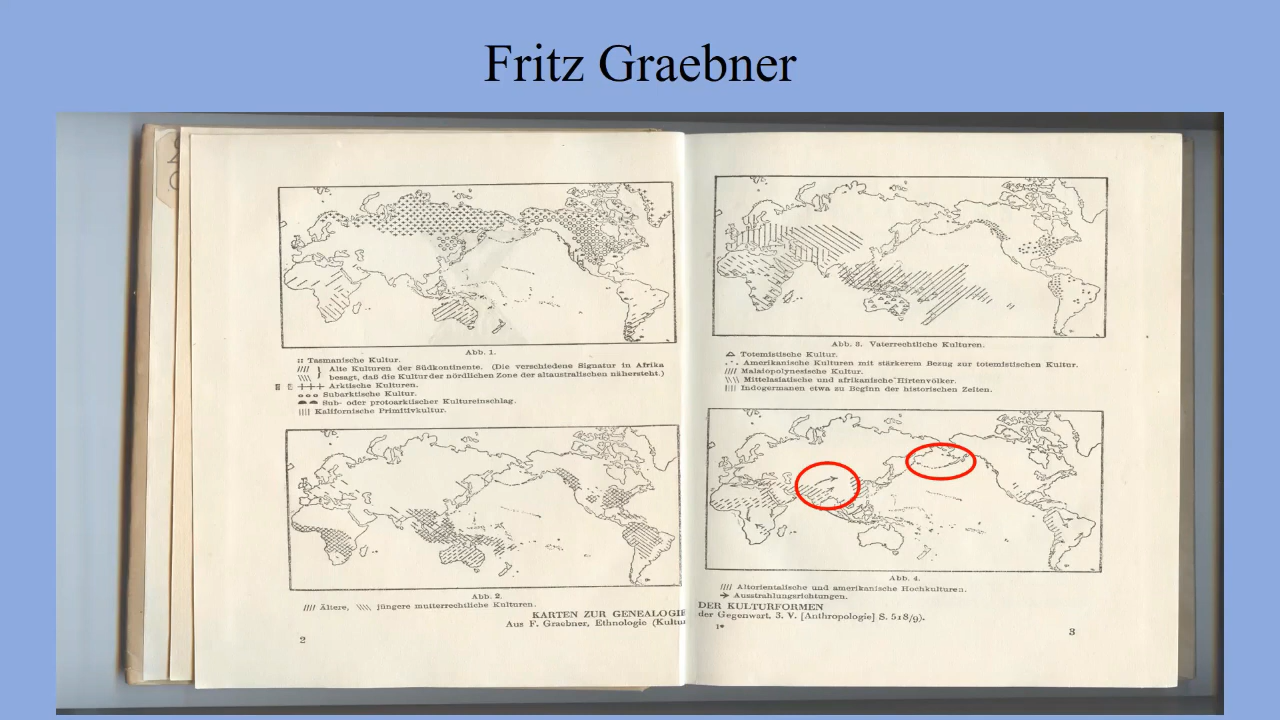 Fritz Graebner
Abb. 1.
:: Tasmanische Kultur.
//// } Alte Kulturen der Südkontinente. (Die verschiedene Signatur in Afrika
\\\\ } besagt, daß die Kultur der nördlichen Zone der altaustralischen nähersteht.)
++++ Arktische Kulturen.
ooo Subarktische Kultur.
Sub- oder protoarktischer Kultureinschlag.
|||| Kalifornische Primitivkultur.
Abb. 2.
//// Ältere, \\\\ jüngere mutterrechtliche Kulturen.
Abb. 3. Vaterrechtliche Kulturen.
Totemistische Kultur.
Amerikanische Kulturen mit stärkerem Bezug zur totemistischen Kultur.
//// Malaiopolynesische Kultur.
\\\\ Mittelasiatische und afrikanische Hirtenvölker.
|||| Indogermanen etwa zu Beginn der historischen Zeiten.
Abb. 4.
//// Altorientalische und amerikanische Hochkulturen.
→ Ausstrahlungsrichtungen.
KARTEN ZUR GENEALOGIE DER KULTURFORMEN
Aus F. Graebner, Ethnologie (Kultu der Gegenwart, 3. V. [Anthropologie] S. 518/9).
1*
2
3